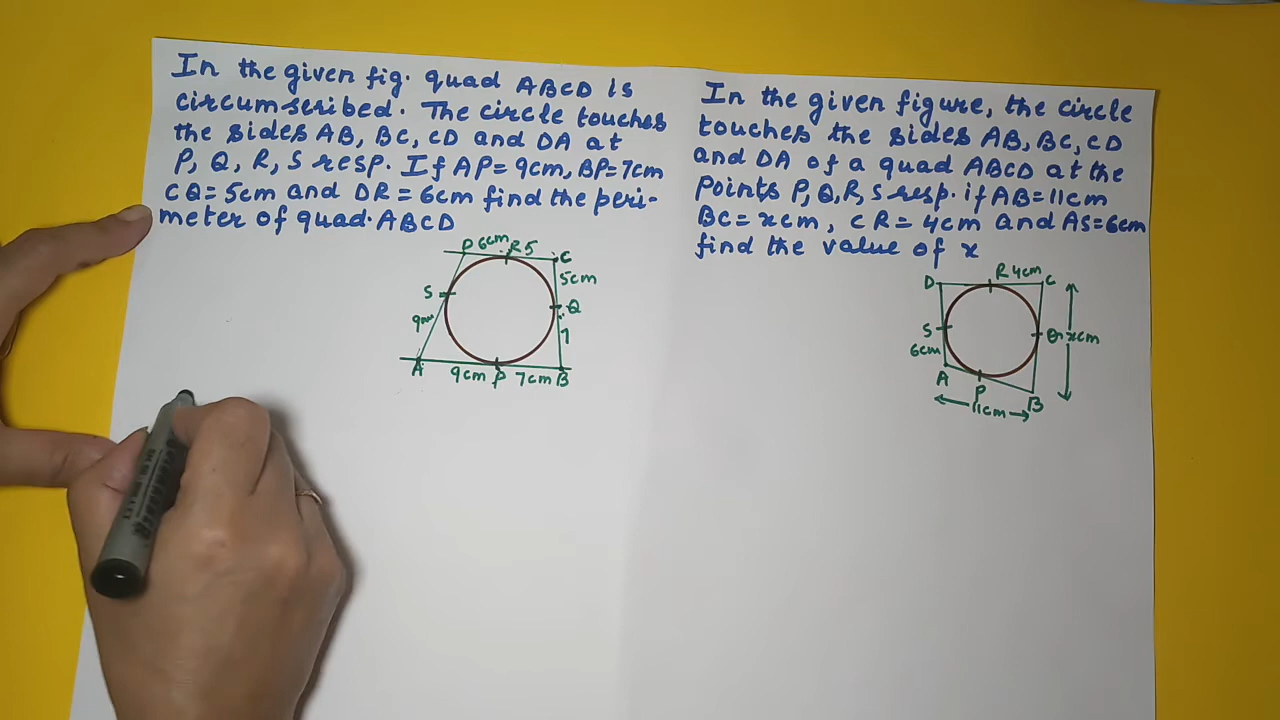 In the given fig. quad ABCD is
circumscribed. The circle touches
the sides AB, BC, CD and DA at
P, Q, R, S resp. If AP = 9cm, BP = 7cm
CQ = 5cm and DR = 6cm find the peri-
meter of quad. ABCD
D 6cm R 5 C
5cm
S
Q
7
A 9cm P 7cm B
In the given figure, the circle
touches the sides AB, BC, CD
and DA of a quad ABCD at the
points P, Q, R, S resp. if AB = 11cm
BC = xcm, CR = 4cm and AS = 6cm
find the value of x
D R 4cm C
S Q xcm
6cm
A P B
11cm